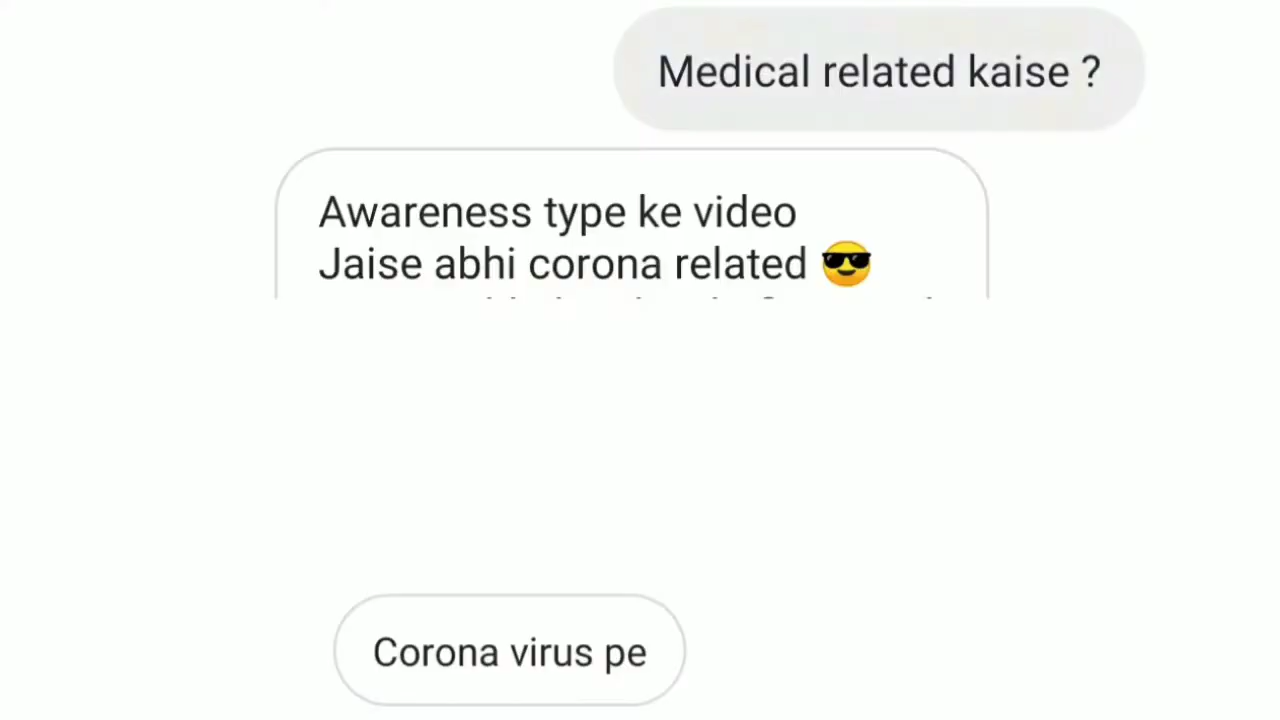 Medical related kaise ?
Awareness type ke video
Jaise abhi corona related 😎
Corona virus pe